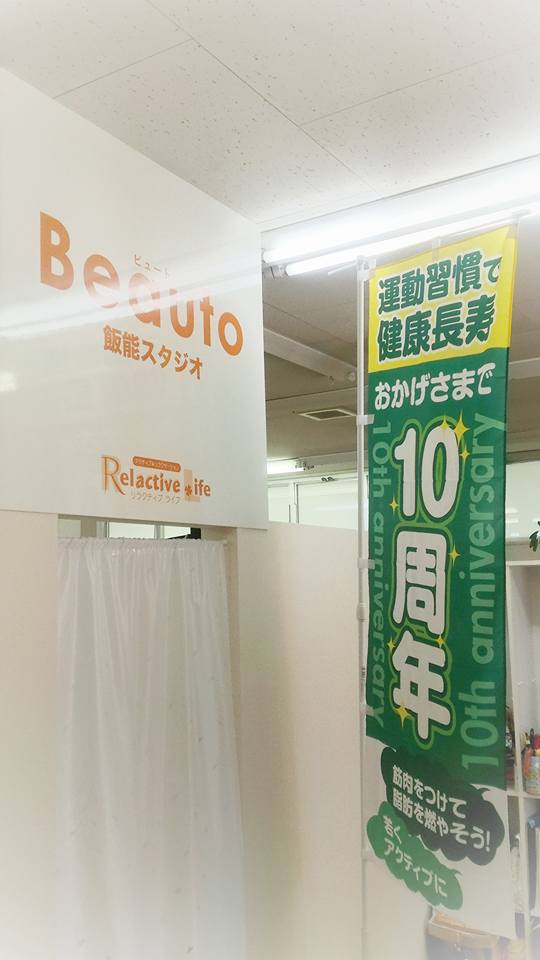 ビュート
Beauto
飯能スタジオ
Relactive Life
リラクティブ ライフ
運動習慣で
健康長寿
おかげさまで
10周年
10th anniversary
10th anniversary
筋肉をつけて
脂肪を燃やそう!
若く
アクティブに